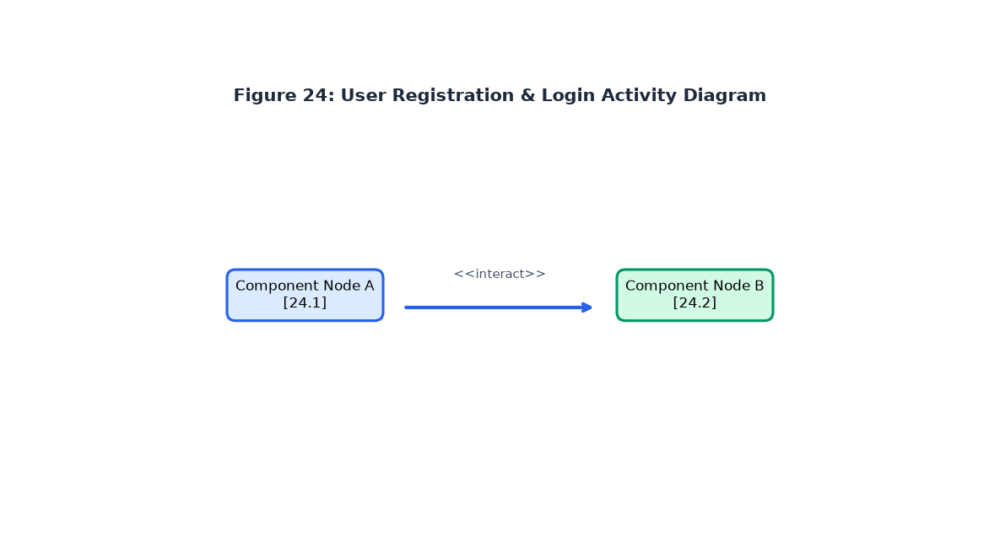 Figure 24: User Registration & Login Activity Diagram
<<interact>>
Component Node A
[24.1]
Component Node B
[24.2]